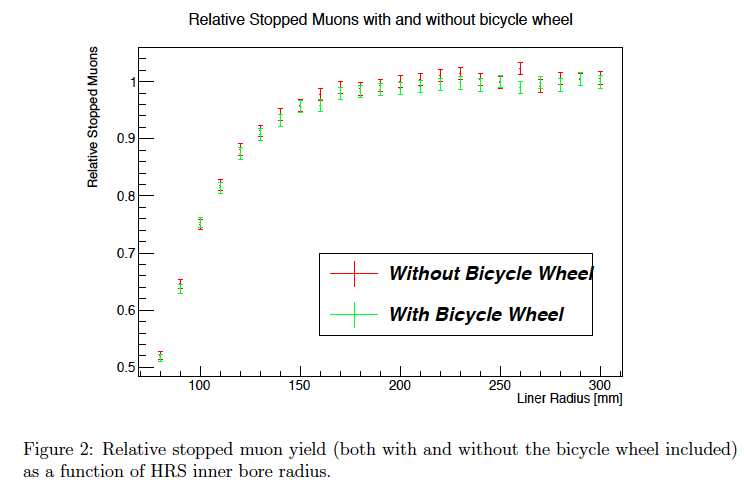 Relative Stopped Muons with and without bicycle wheel
Relative Stopped Muons
1
0.9
0.8
0.7
0.6
0.5
Without Bicycle Wheel
With Bicycle Wheel
100 150 200 250 300
Liner Radius [mm]
Figure 2: Relative stopped muon yield (both with and without the bicycle wheel included)
as a function of HRS inner bore radius.